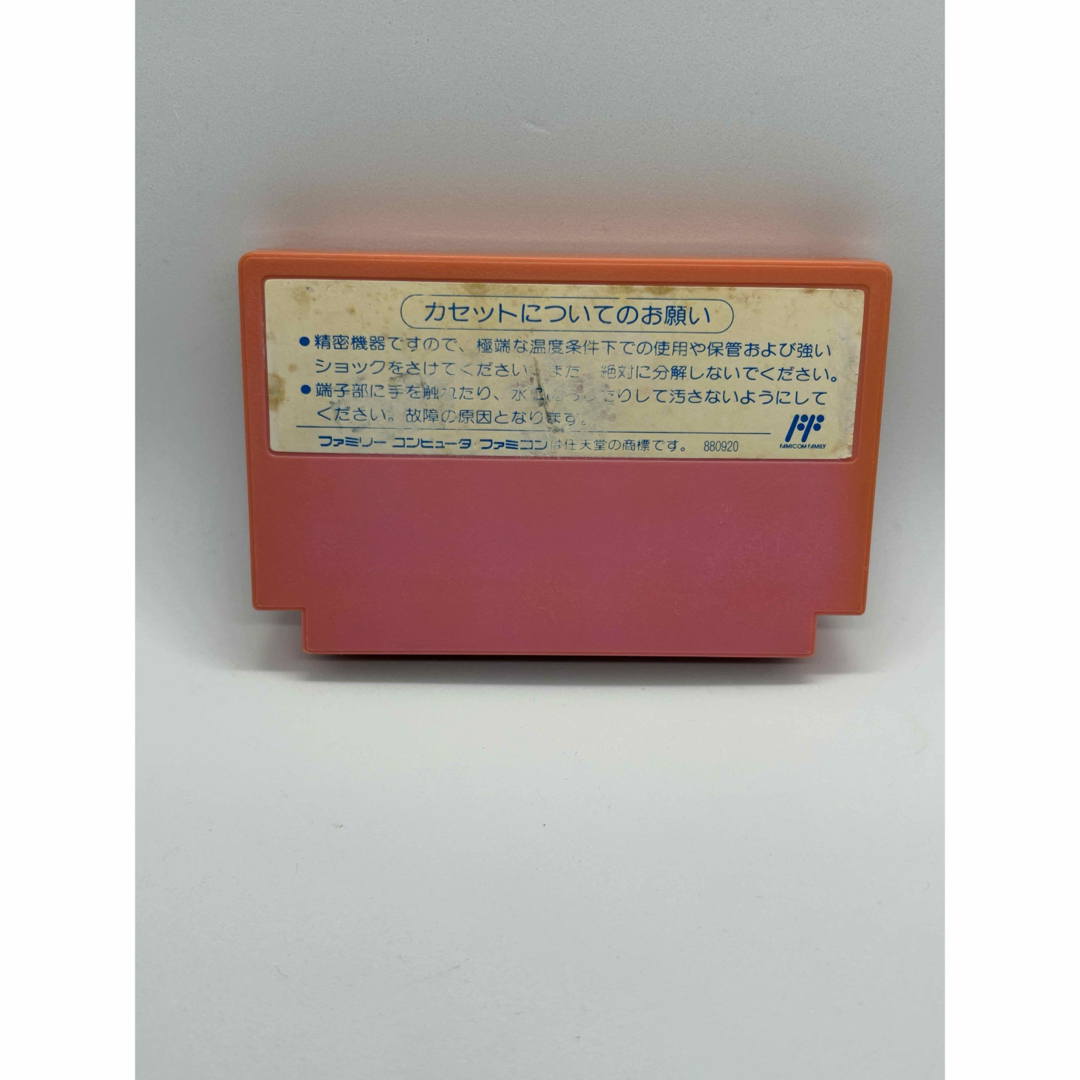 カセットについてのお願い
●精密機器ですので、極端な温度条件下での使用や保管および強い
ショックをさけてください。また、絶対に分解しないでください。
●端子部に手を触れたり、水 たりして汚さないようにして
ください。故障の原因となります。
ファミリーコンピュータ・ファミコンは任天堂の商標です。 880920
FAMICOM FAMILY